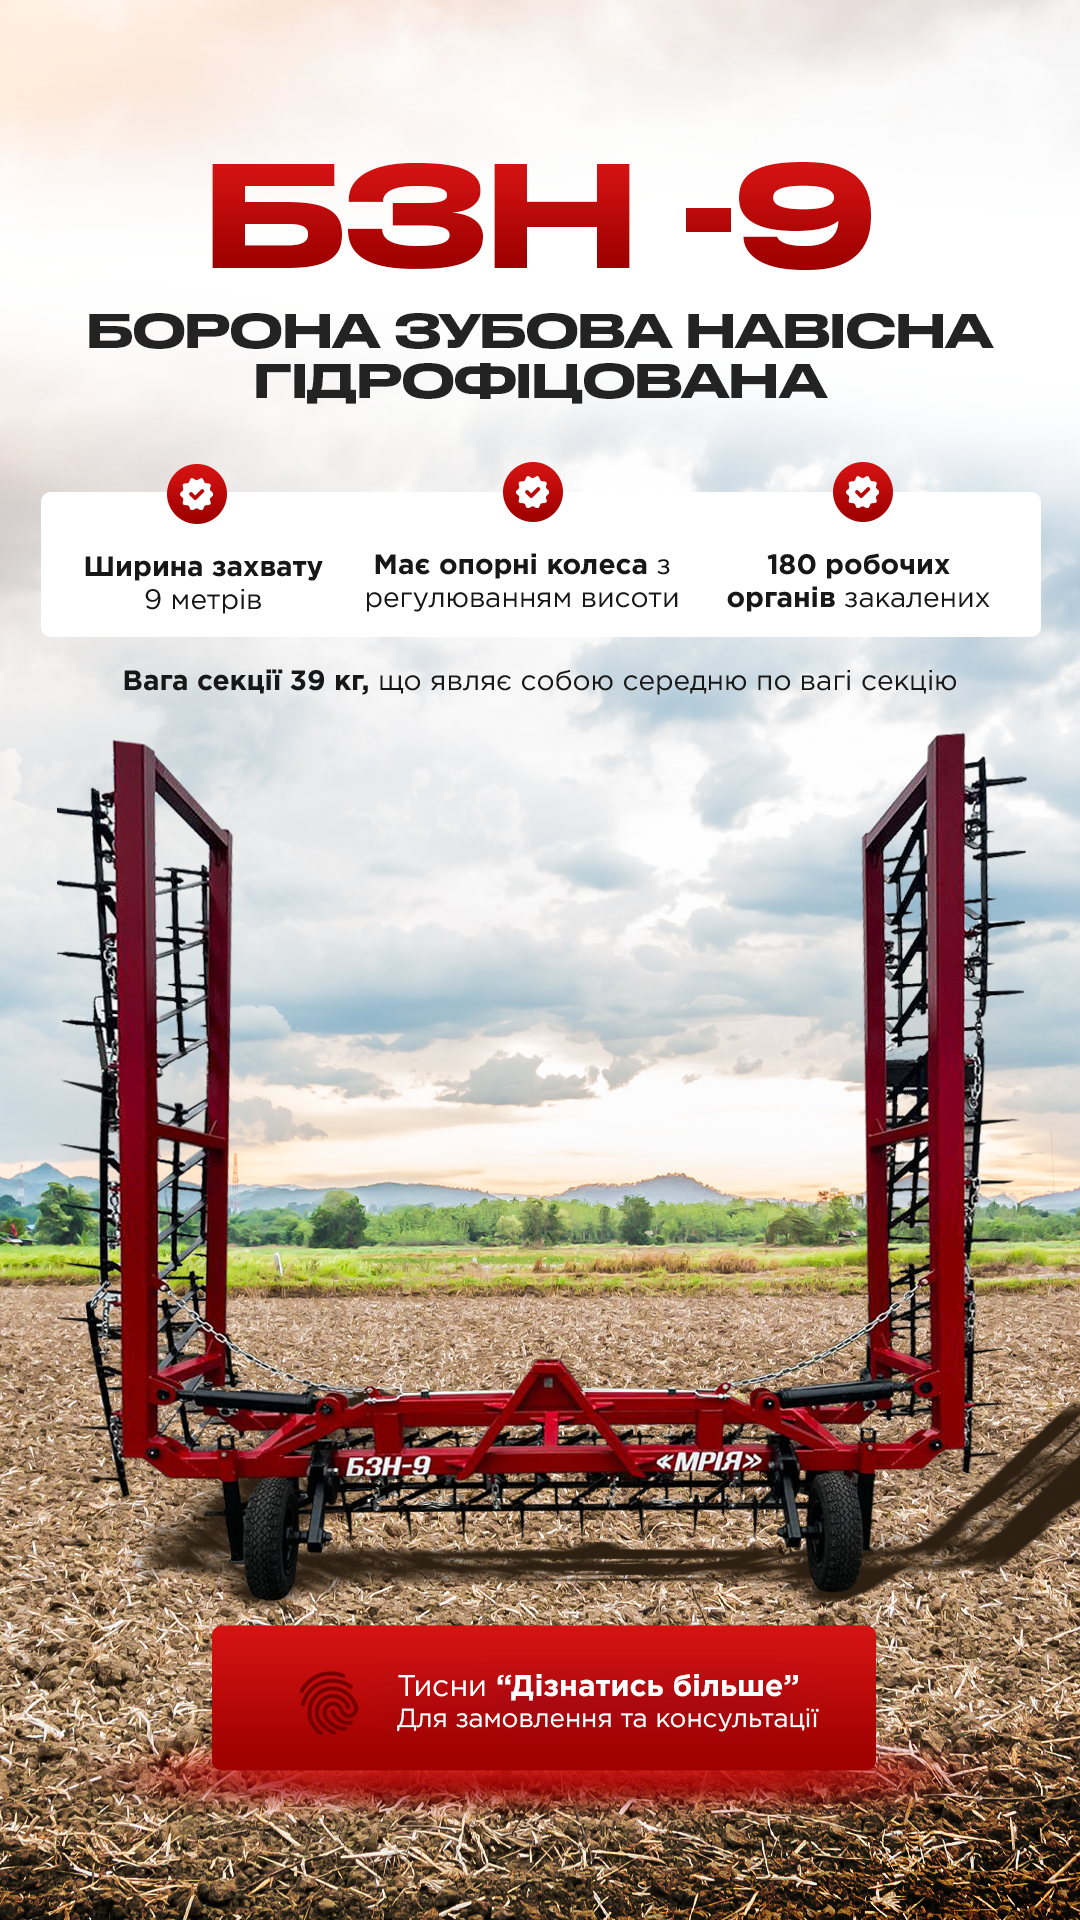 БЗН -9
БОРОНА ЗУБОВА НАВІСНА
ГІДРОФІЦОВАНА
Ширина захвату
9 метрів
Має опорні колеса з
регулюванням висоти
180 робочих
органів закалених
Вага секції 39 кг, що являє собою середню по вагі секцію
БЗН-9
«МРІЯ»
Тисни “Дізнатись більше”
Для замовлення та консультації